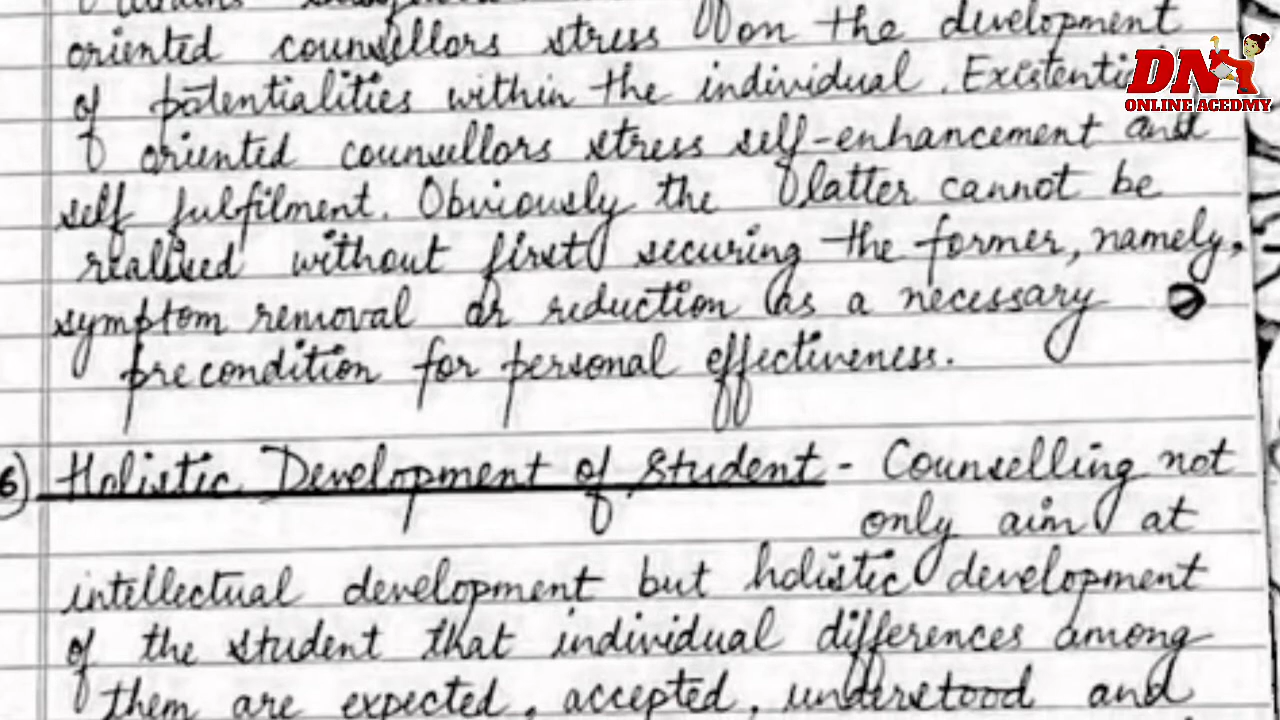 oriented counsellors stress on the development
of potentialities within the individual. Existenti
oriented counsellors stress self-enhancement and
self fulfilment. Obviously the latter cannot be
realised without first securing the former, namely,
symptom removal or reduction as a necessary
precondition for personal effectiveness.
6) Holistic Development of Student - Counselling not
only aim at
intellectual development but holistic development
of the student that individual differences among
them are expected, accepted, understood and
DN
ONLINE ACEDMY